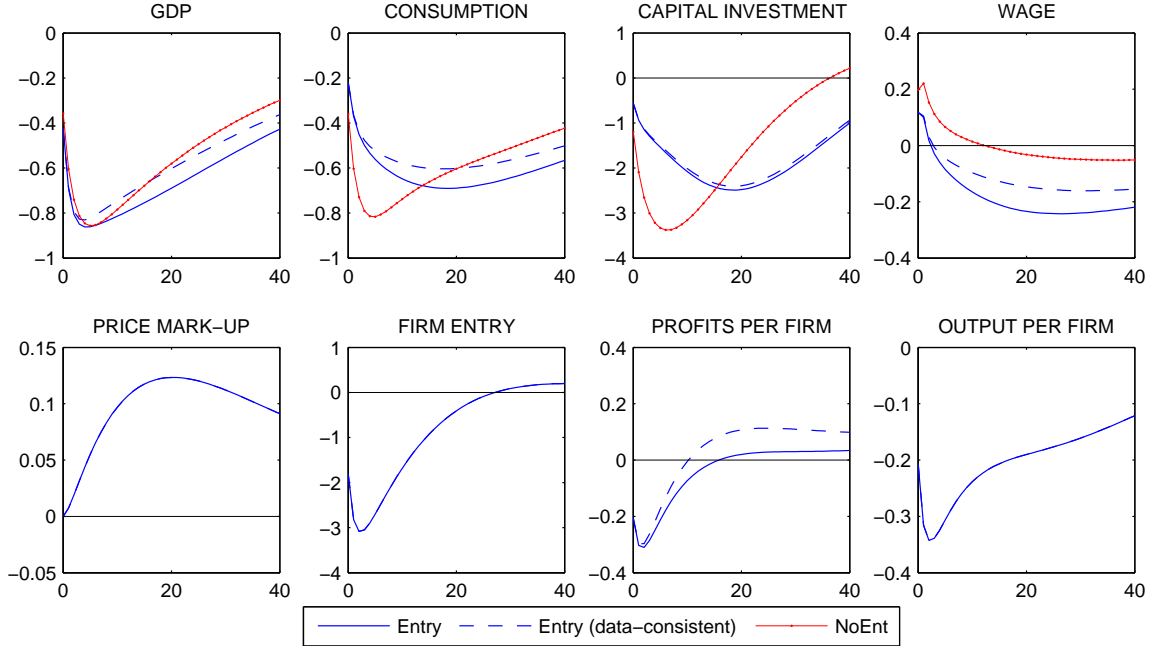 GDP CONSUMPTION CAPITAL INVESTMENT WAGE
0 0 1 0.4
−0.2 −0.2 0 0.2
−0.4 −0.4 −1 0
−0.6 −0.6 −2
−0.8 −0.8 −3 −0.2
−1 −1 −4 −0.4
0 20 40 0 20 40 0 20 40 0 20 40
PRICE MARK−UP FIRM ENTRY PROFITS PER FIRM OUTPUT PER FIRM
0.15 1 0.4 0
0.1 0 0.2 −0.1
0.05 −1 0 −0.2
−2
0 −3 −0.2 −0.3
−0.05 −4 −0.4 −0.4
0 20 40 0 20 40 0 20 40 0 20 40
Entry Entry (data−consistent) NoEnt